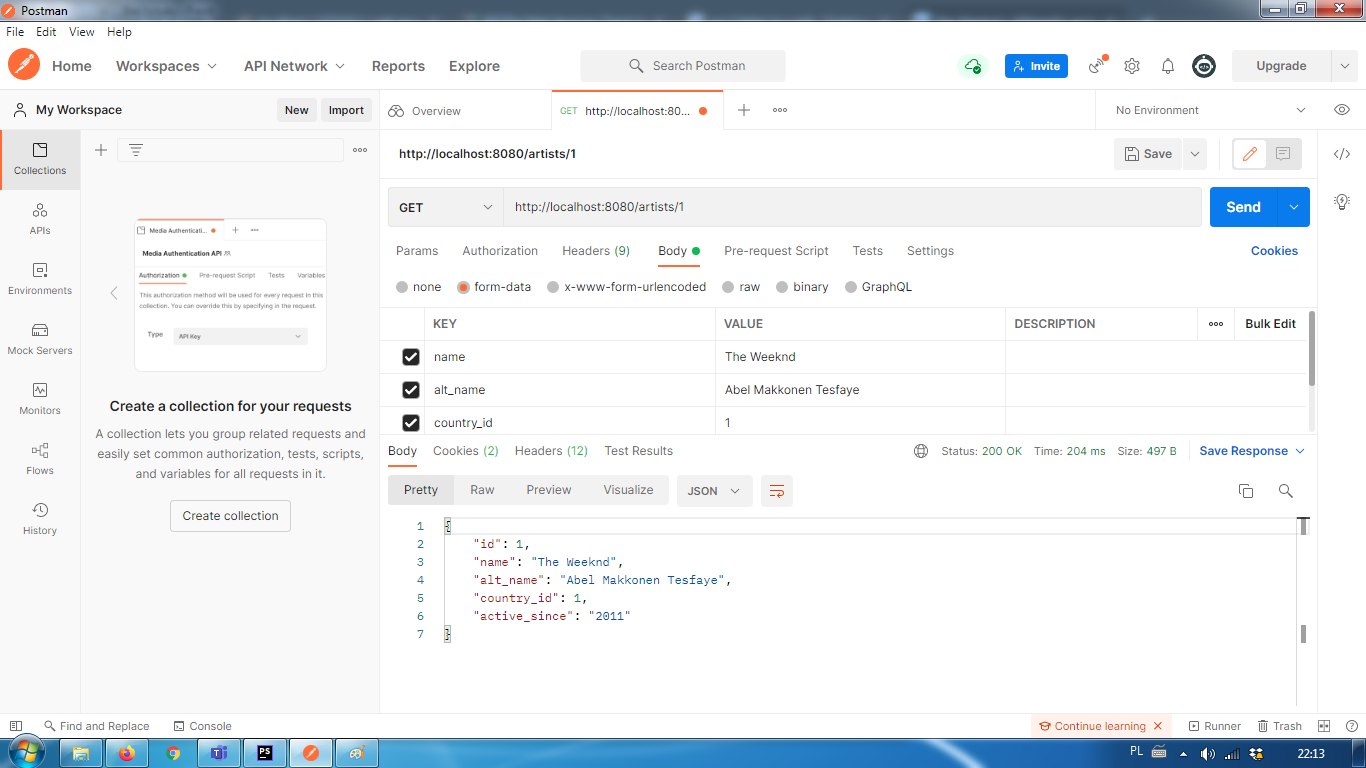 Postman
File Edit View Help
Home Workspaces API Network Reports Explore Search Postman Invite Upgrade
My Workspace New Import Overview GET http://localhost:80... No Environment
Collections
APIs
Environments
Mock Servers
Monitors
Flows
History
Media Authenticati...
Media Authentication API
Authorization Pre-request Script Tests Variables
This authorization method will be used for every request in this
collection. You can override this by specifying in the request.
Type API Key
Create a collection for your requests
A collection lets you group related requests and
easily set common authorization, tests, scripts,
and variables for all requests in it.
Create collection
http://localhost:8080/artists/1 Save
GET http://localhost:8080/artists/1 Send
Params Authorization Headers (9) Body Pre-request Script Tests Settings Cookies
none form-data x-www-form-urlencoded raw binary GraphQL
KEY VALUE DESCRIPTION Bulk Edit
name The Weeknd
alt_name Abel Makkonen Tesfaye
country_id 1
Body Cookies (2) Headers (12) Test Results Status: 200 OK Time: 204 ms Size: 497 B Save Response
Pretty Raw Preview Visualize JSON
1 {
2 "id": 1,
3 "name": "The Weeknd",
4 "alt_name": "Abel Makkonen Tesfaye",
5 "country_id": 1,
6 "active_since": "2011"
7 }
Find and Replace Console Continue learning Runner Trash
PS PL 22:13